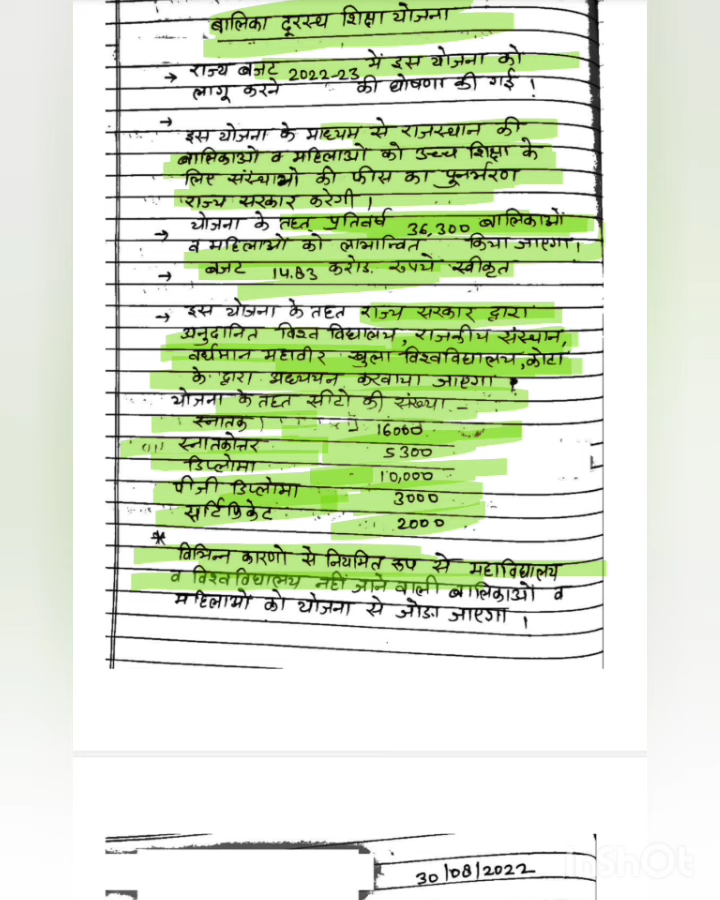 बालिका दूरस्थ शिक्षा योजना
→ राज्य बजट 2022-23 में इस योजना को
लागू करने की घोषणा की गई !
→
इस योजना के माध्यम से राजस्थान की
बालिकाओ व महिलाओ को उच्च शिक्षा के
लिए संस्थाओ की फीस का पुनर्भरण
राज्य सरकार करेगी !
→ योजना के तहत प्रतिवर्ष 36,300 बालिकाओं
व महिलाओ को लाभान्वित किया जाएगा !
→ बजट 14.83 करोड़ रुपये स्वीकृत
→ इस योजना के तहत राज्य सरकार द्वारा
अनुदानित विश्व विद्यालय, राजकीय संस्थान,
वर्धमान महावीर खुला विश्वविद्यालय, कोटा
के द्वारा अध्ययन करवाया जाएगा
योजना के तहत सीटो की संख्या -
स्नातक 16000
स्नातकोत्तर 5300
डिप्लोमा 10,000
पीजी डिप्लोमा 3000
सर्टिफिकेट 2000
* विभिन्न कारणो से नियमित रूप से महाविद्यालय
व विश्वविद्यालय नहीं जाने वाली बालिकाओ व
महिलाओ को योजना से जोडा जाएगा !
30/08/2022
InShOt